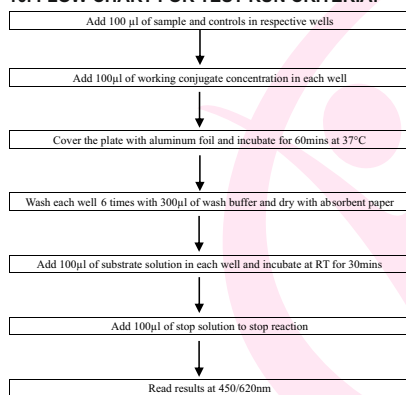 Add 100 µl of sample and controls in respective wells
Add 100µl of working conjugate concentration in each well
Cover the plate with aluminum foil and incubate for 60mins at 37°C
Wash each well 6 times with 300µl of wash buffer and dry with absorbent paper
Add 100µl of substrate solution in each well and incubate at RT for 30mins
Add 100µl of stop solution to stop reaction
Read results at 450/620nm